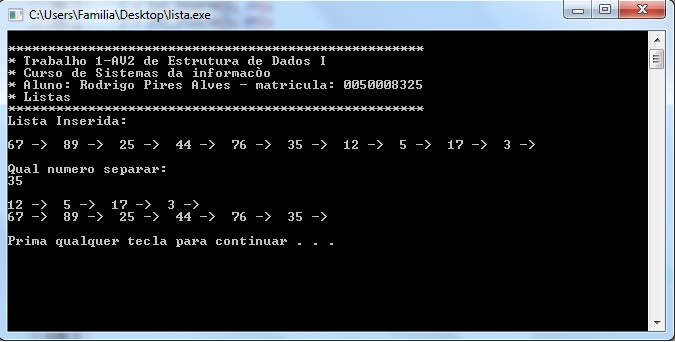 C:\Users\Familia\Desktop\lista.exe
****************************************************
* Trabalho 1-AV2 de Estrutura de Dados I
* Curso de Sistemas da informacòo
* Aluno: Rodrigo Pires Alves - matricula: 0050008325
* Listas
****************************************************
Lista Inserida:
67 -> 89 -> 25 -> 44 -> 76 -> 35 -> 12 -> 5 -> 17 -> 3 ->
Qual numero separar:
35
12 -> 5 -> 17 -> 3 ->
67 -> 89 -> 25 -> 44 -> 76 -> 35 ->
Prima qualquer tecla para continuar . . .